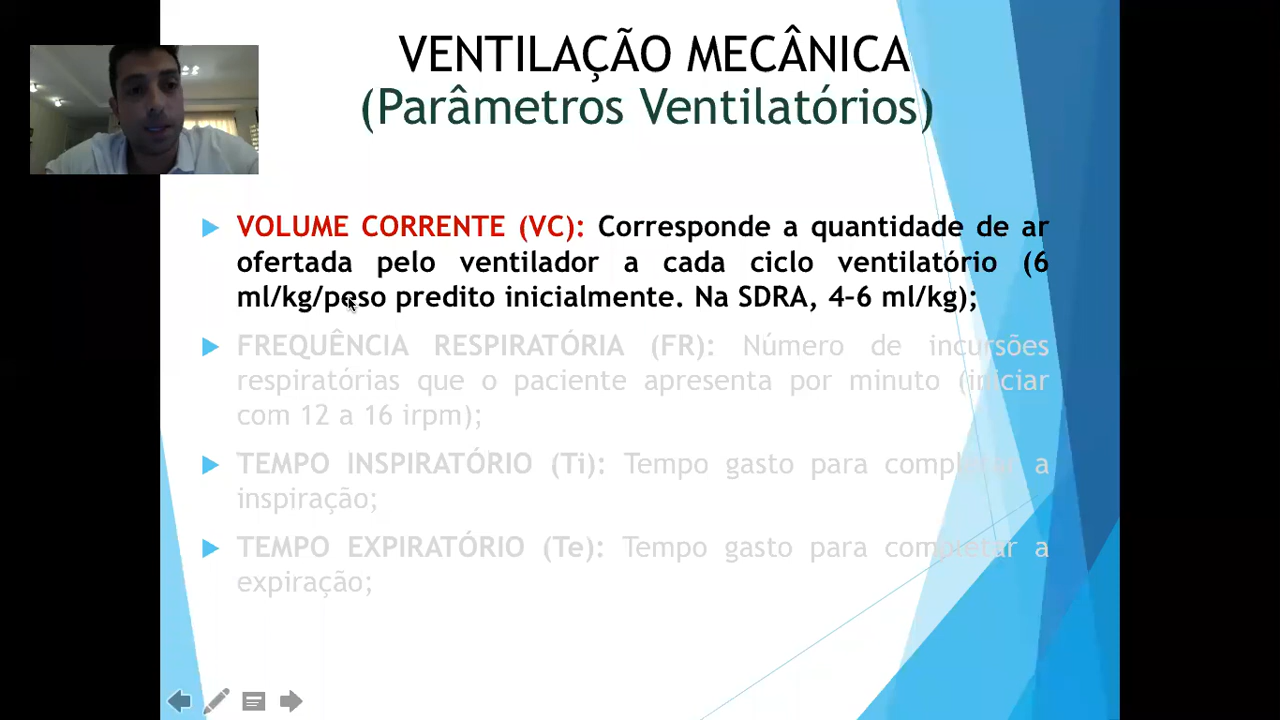 VENTILAÇÃO MECÂNICA
(Parâmetros Ventilatórios)
VOLUME CORRENTE (VC): Corresponde a quantidade de ar
ofertada pelo ventilador a cada ciclo ventilatório (6
ml/kg/peso predito inicialmente. Na SDRA, 4-6 ml/kg);
FREQUÊNCIA RESPIRATÓRIA (FR): Número de incursões
respiratórias que o paciente apresenta por minuto (iniciar
com 12 a 16 irpm);
TEMPO INSPIRATÓRIO (Ti): Tempo gasto para completar a
inspiração;
TEMPO EXPIRATÓRIO (Te): Tempo gasto para completar a
expiração;